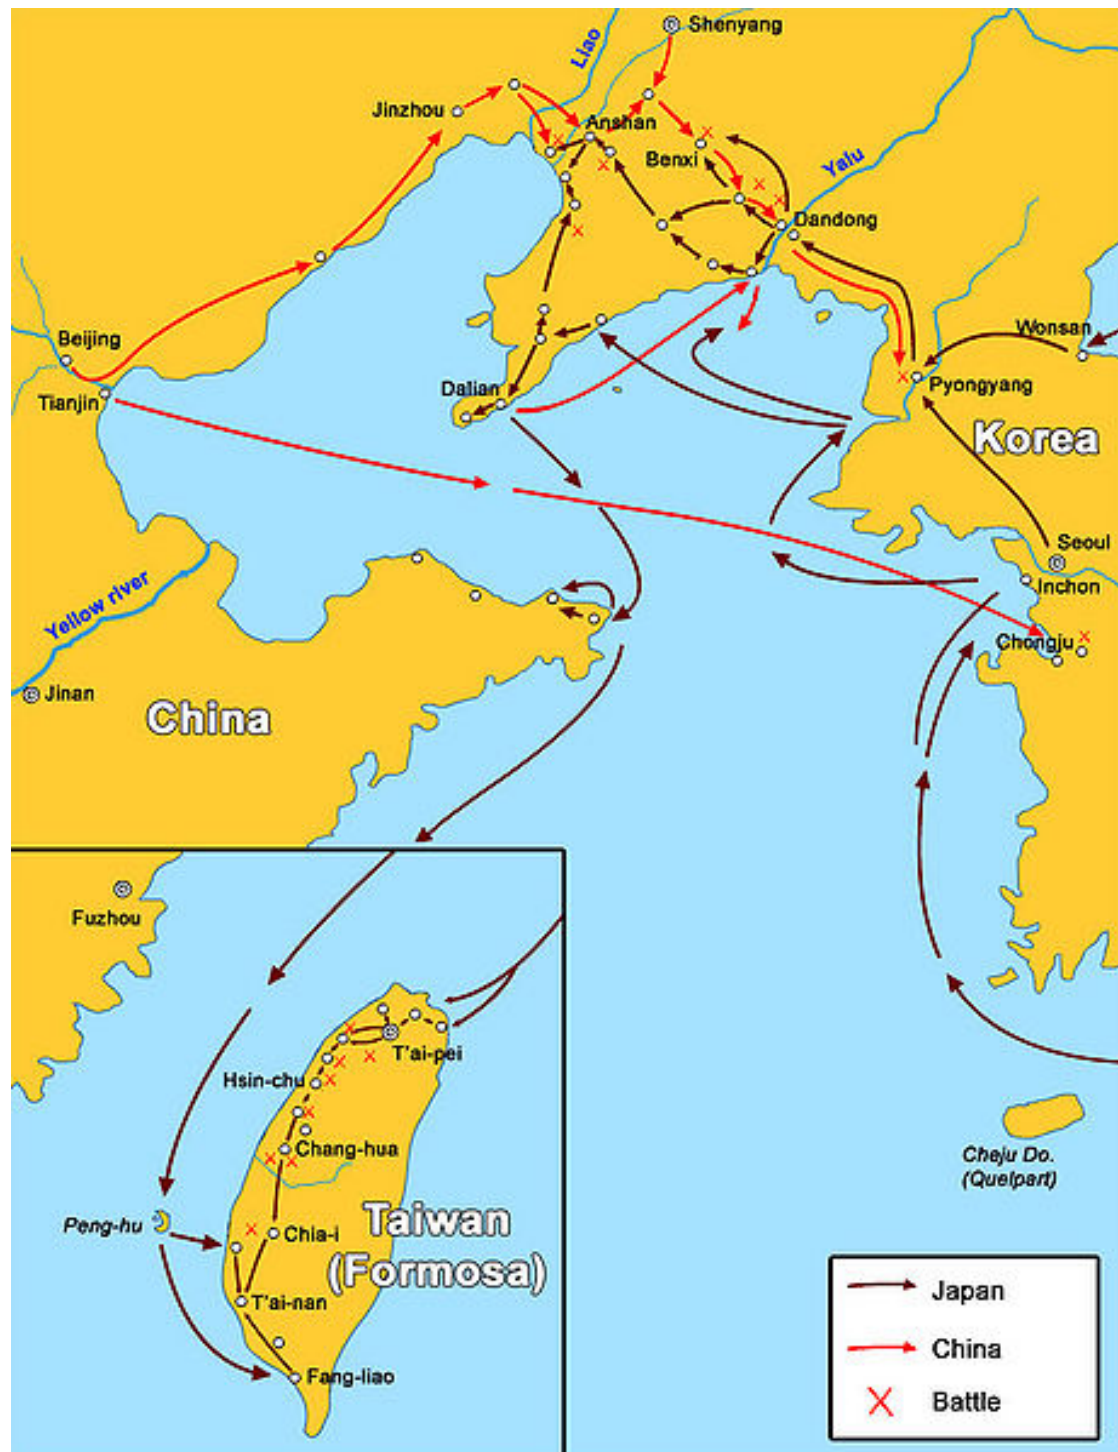 Shenyang
Liao
Jinzhou
Anshan
Benxi
Yalu
Dandong
Beijing
Wonsan
Tianjin
Dalian
Pyongyang
Korea
Seoul
Inchon
Yellow river
Chongju
Jinan
China
Fuzhou
T'ai-pei
Hsin-chu
Chang-hua
Cheju Do.
(Quelpart)
Peng-hu
Taiwan
(Formosa)
Chia-i
T'ai-nan
Fang-liao
Japan
China
Battle